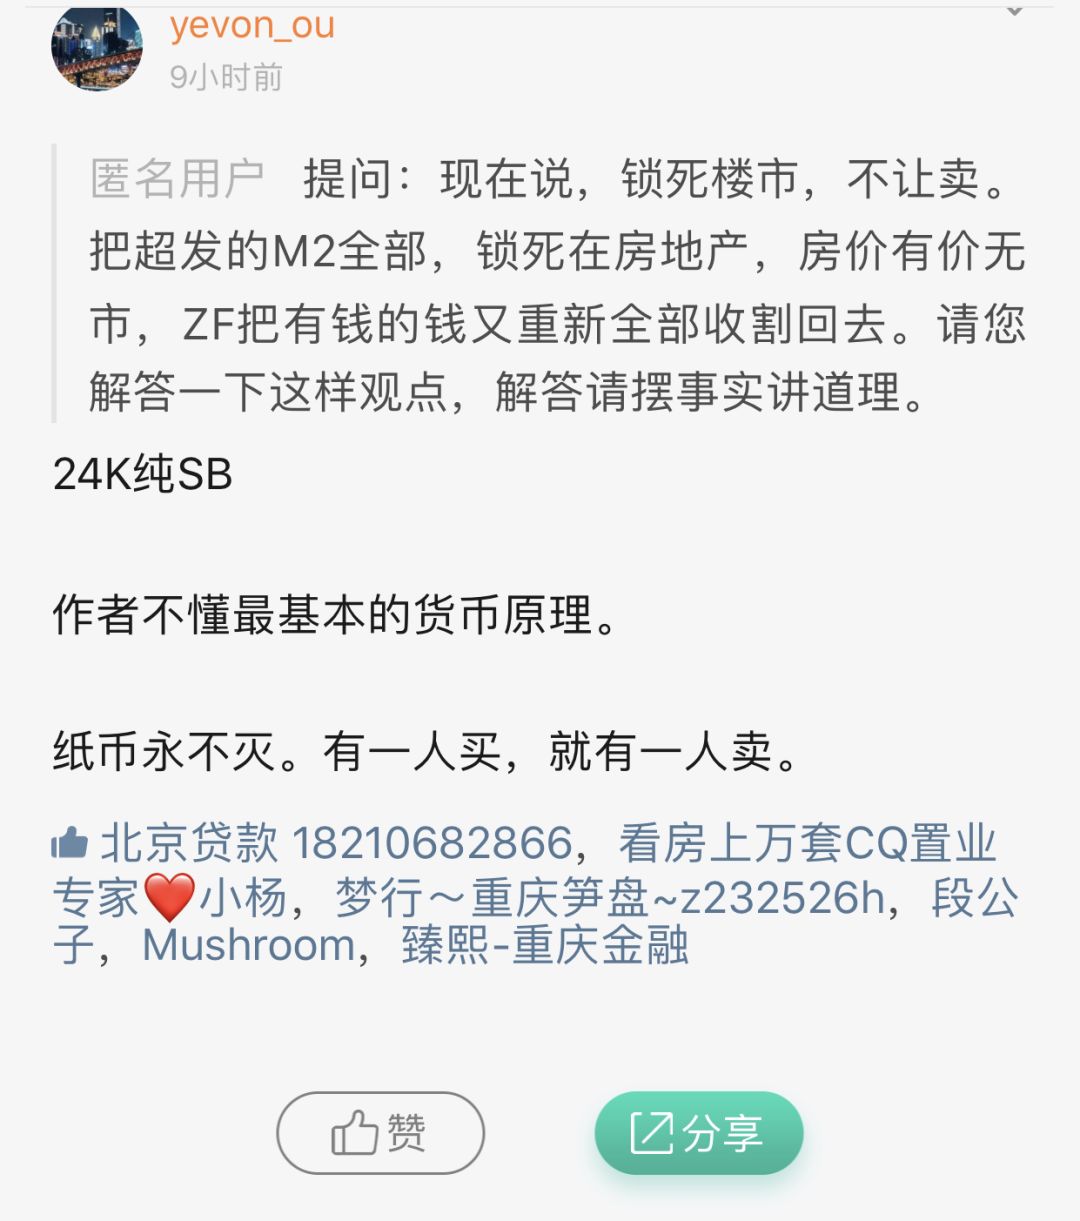 yevon_ou
9小时前
匿名用户 提问：现在说，锁死楼市，不让卖。
把超发的M2全部，锁死在房地产，房价有价无
市，ZF把有钱的钱又重新全部收割回去。请您
解答一下这样观点，解答请摆事实讲道理。
24K纯SB
作者不懂最基本的货币原理。
纸币永不灭。有一人买，就有一人卖。
北京贷款 18210682866，看房上万套CQ置业
专家❤️小杨，梦行～重庆笋盘~z232526h，段公
子，Mushroom，臻熙-重庆金融
赞
分享